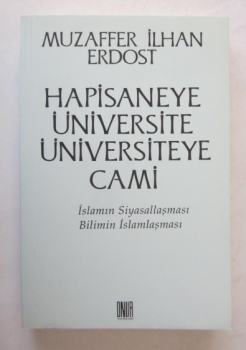 MUZAFFER İLHAN
ERDOST
HAPİSANEYE
ÜNİVERSİTE
ÜNİVERSİTEYE
CAMİ
İslamın Siyasallaşması
Bilimin İslamlaşması
ONUR